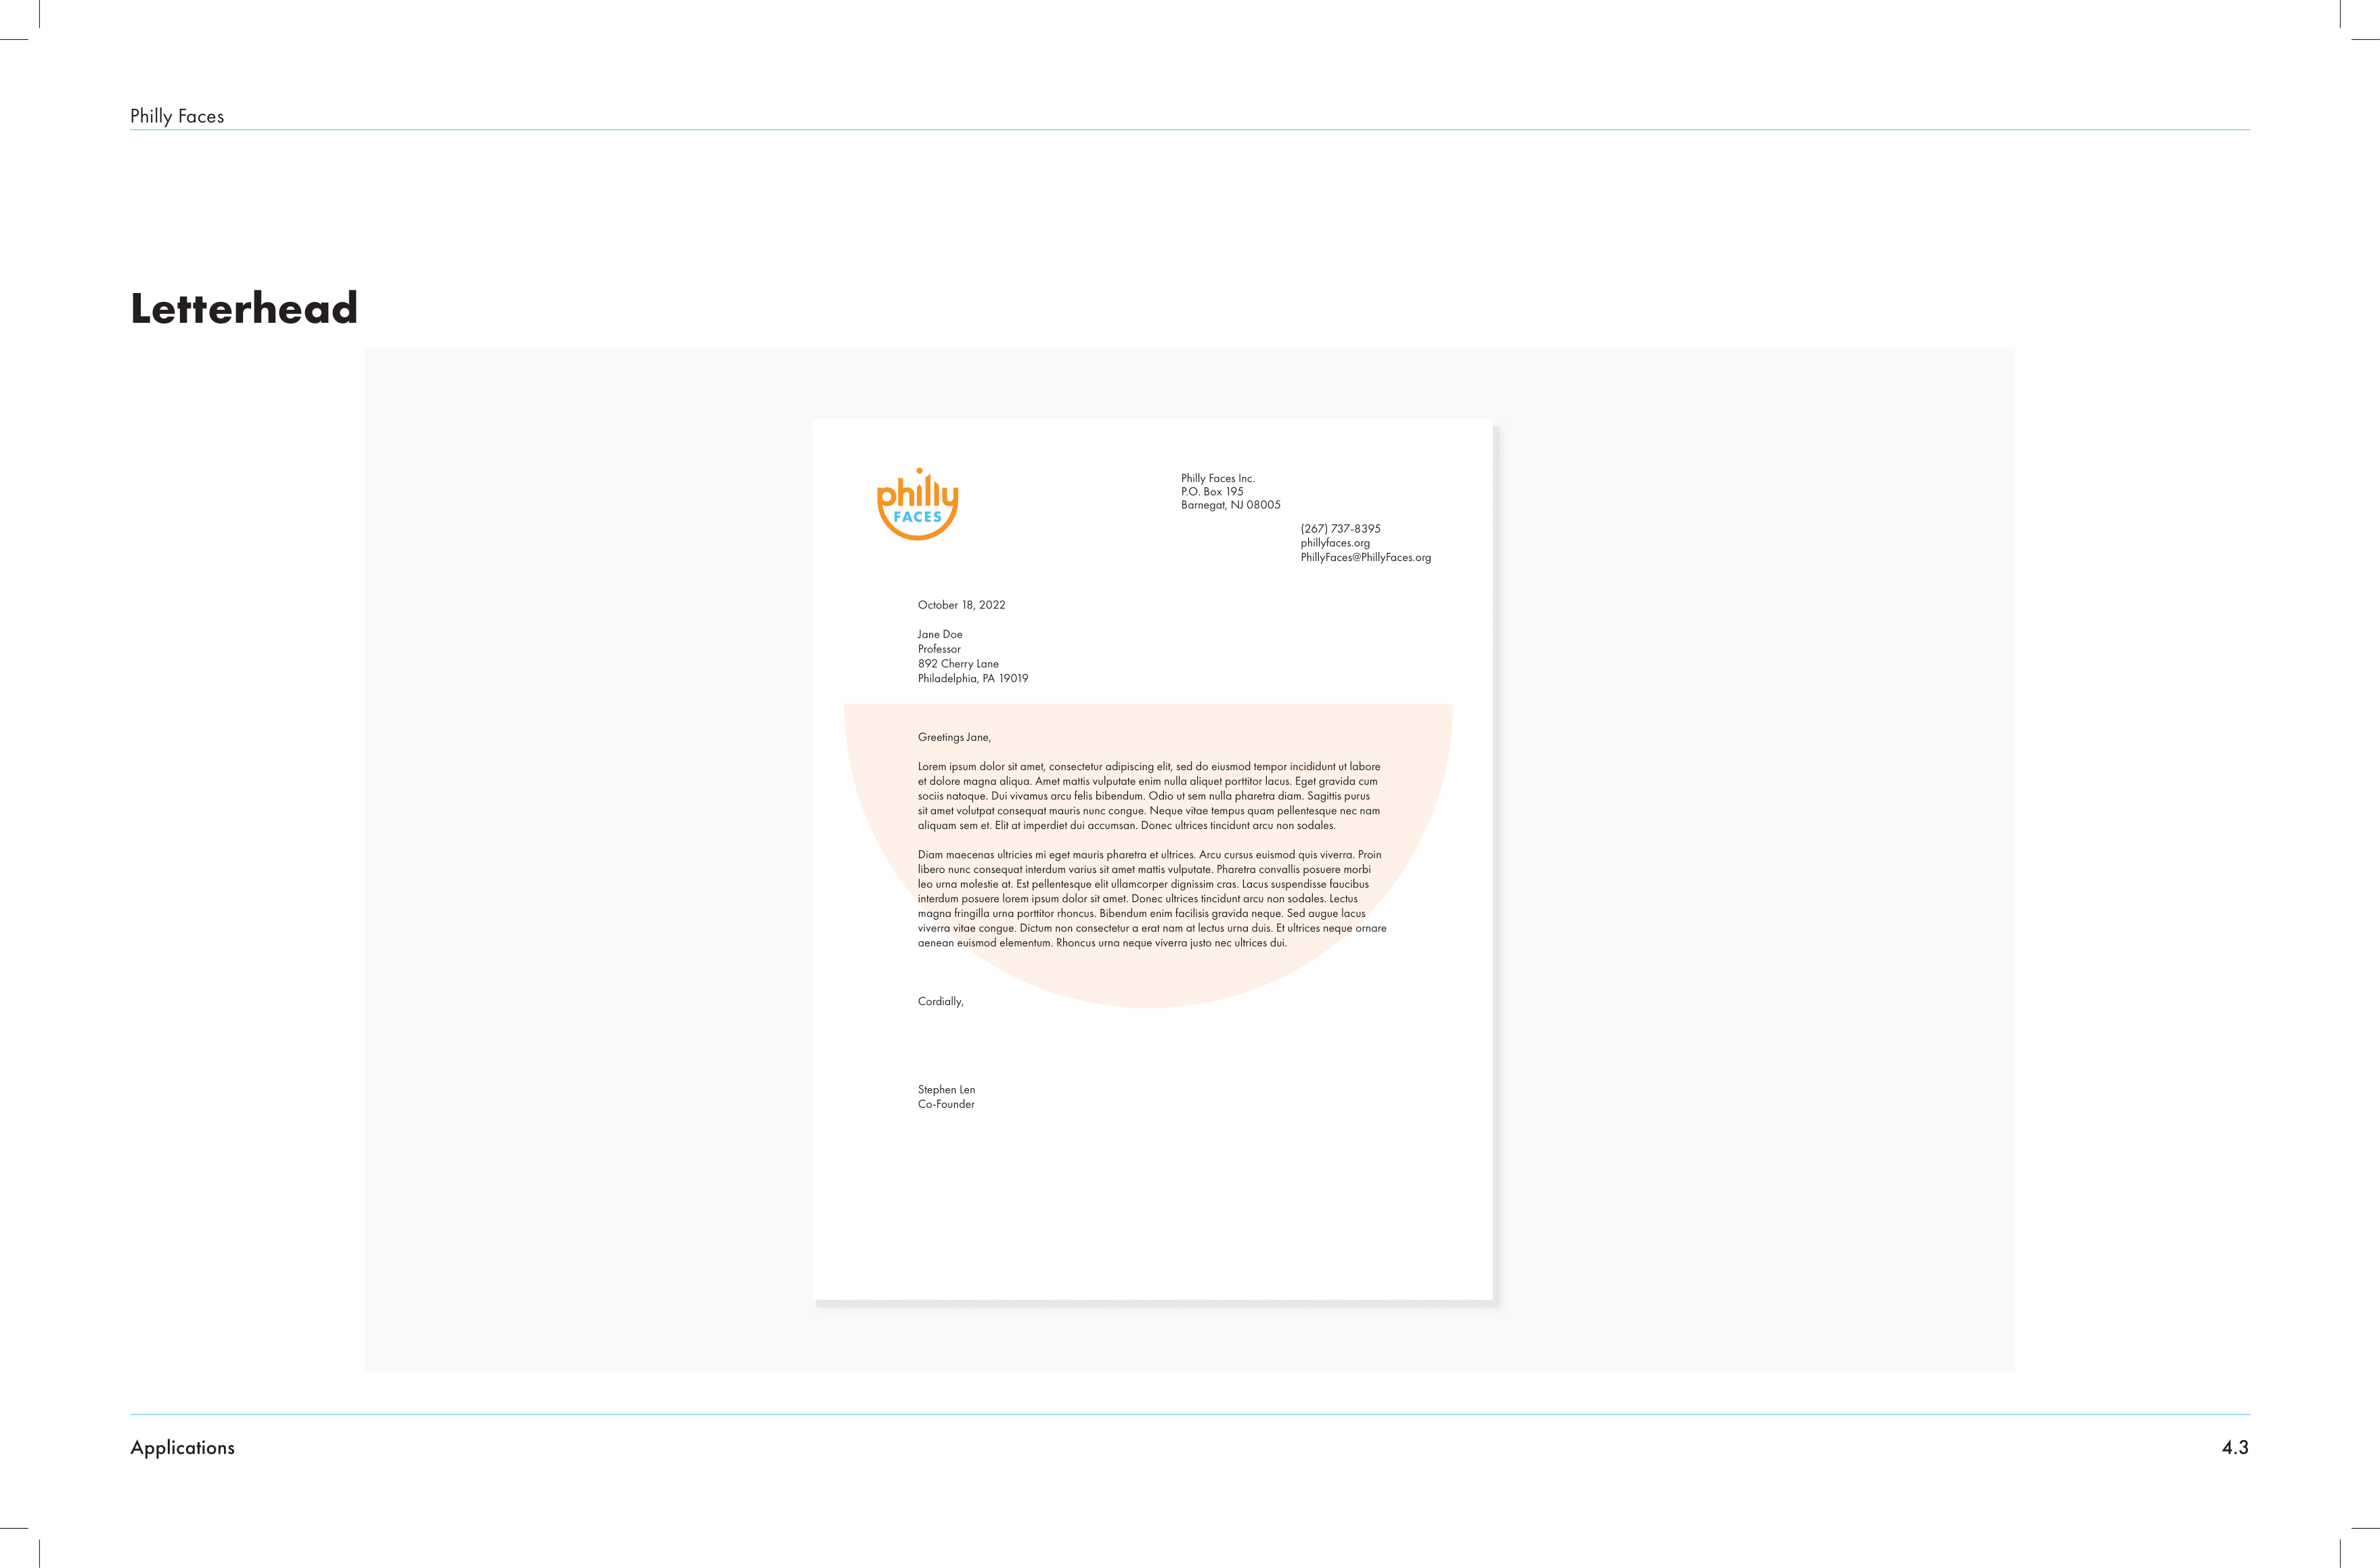 Philly Faces
Letterhead
philly
FACES
Philly Faces Inc.
P.O. Box 195
Barnegat, NJ 08005
(267) 737-8395
phillyfaces.org
PhillyFaces@PhillyFaces.org
October 18, 2022
Jane Doe
Professor
892 Cherry Lane
Philadelphia, PA 19019
Greetings Jane,
Lorem ipsum dolor sit amet, consectetur adipiscing elit, sed do eiusmod tempor incididunt ut labore
et dolore magna aliqua. Amet mattis vulputate enim nulla aliquet porttitor lacus. Eget gravida cum
sociis natoque. Dui vivamus arcu felis bibendum. Odio ut sem nulla pharetra diam. Sagittis purus
sit amet volutpat consequat mauris nunc congue. Neque vitae tempus quam pellentesque nec nam
aliquam sem et. Elit at imperdiet dui accumsan. Donec ultrices tincidunt arcu non sodales.
Diam maecenas ultricies mi eget mauris pharetra et ultrices. Arcu cursus euismod quis viverra. Proin
libero nunc consequat interdum varius sit amet mattis vulputate. Pharetra convallis posuere morbi
leo urna molestie at. Est pellentesque elit ullamcorper dignissim cras. Lacus suspendisse faucibus
interdum posuere lorem ipsum dolor sit amet. Donec ultrices tincidunt arcu non sodales. Lectus
magna fringilla urna porttitor rhoncus. Bibendum enim facilisis gravida neque. Sed augue lacus
viverra vitae congue. Dictum non consectetur a erat nam at lectus urna duis. Et ultrices neque ornare
aenean euismod elementum. Rhoncus urna neque viverra justo nec ultrices dui.
Cordially,
Stephen Len
Co-Founder
Applications
4.3